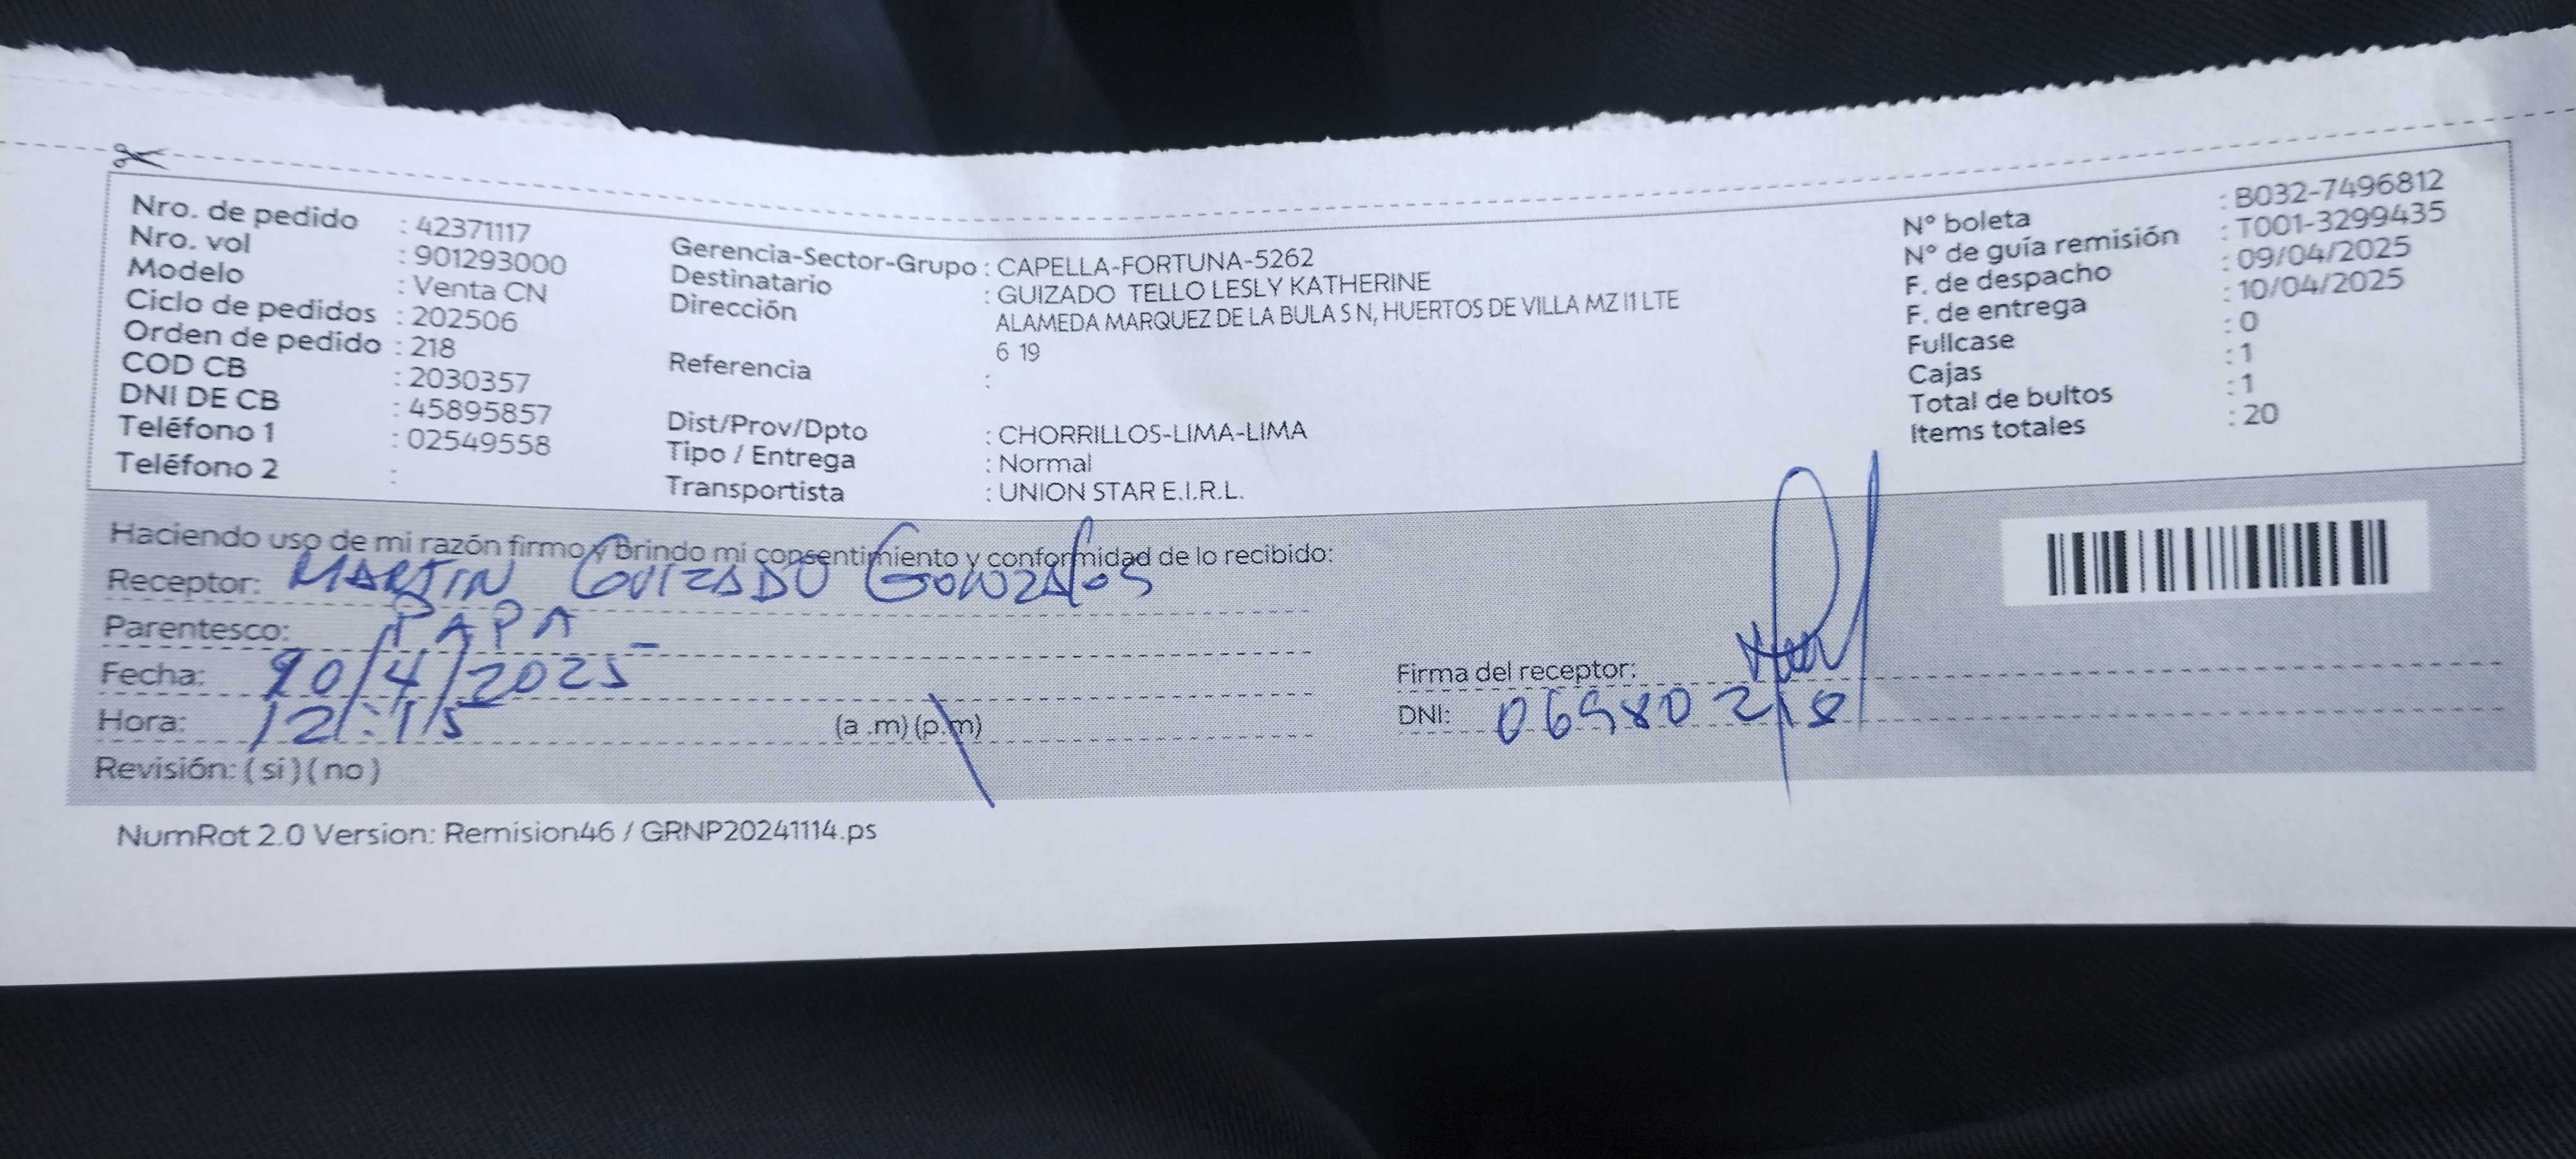 Nro. de pedido : 42371117
Nro. vol : 901293000
Modelo : Venta CN
Ciclo de pedidos : 202506
Orden de pedido : 218
COD CB : 2030357
DNI DE CB : 45895857
Teléfono 1 : 02549558
Teléfono 2 :
Gerencia-Sector-Grupo : CAPELLA-FORTUNA-5262
Destinatario : GUIZADO TELLO LESLY KATHERINE
Dirección ALAMEDA MARQUEZ DE LA BULA S N, HUERTOS DE VILLA MZ I1 LTE
6 19
Referencia :
Dist/Prov/Dpto : CHORRILLOS-LIMA-LIMA
Tipo / Entrega : Normal
Transportista : UNION STAR E.I.R.L.
N° boleta : B032-7496812
N° de guía remisión : T001-3299435
F. de despacho : 09/04/2025
F. de entrega : 10/04/2025
Fullcase : 0
Cajas : 1
Total de bultos : 1
Items totales : 20
Haciendo uso de mi razón firmo y brindo mi consentimiento y conformidad de lo recibido:
Receptor: MARTIN GUIZADO
Parentesco: PAPA
Fecha: 10/4/2025
Hora: 12:15 (a .m) (p.m)
Revisión: ( si ) ( no )
Firma del receptor:
DNI:
NumRot 2.0 Version: Remision46 / GRNP20241114.ps